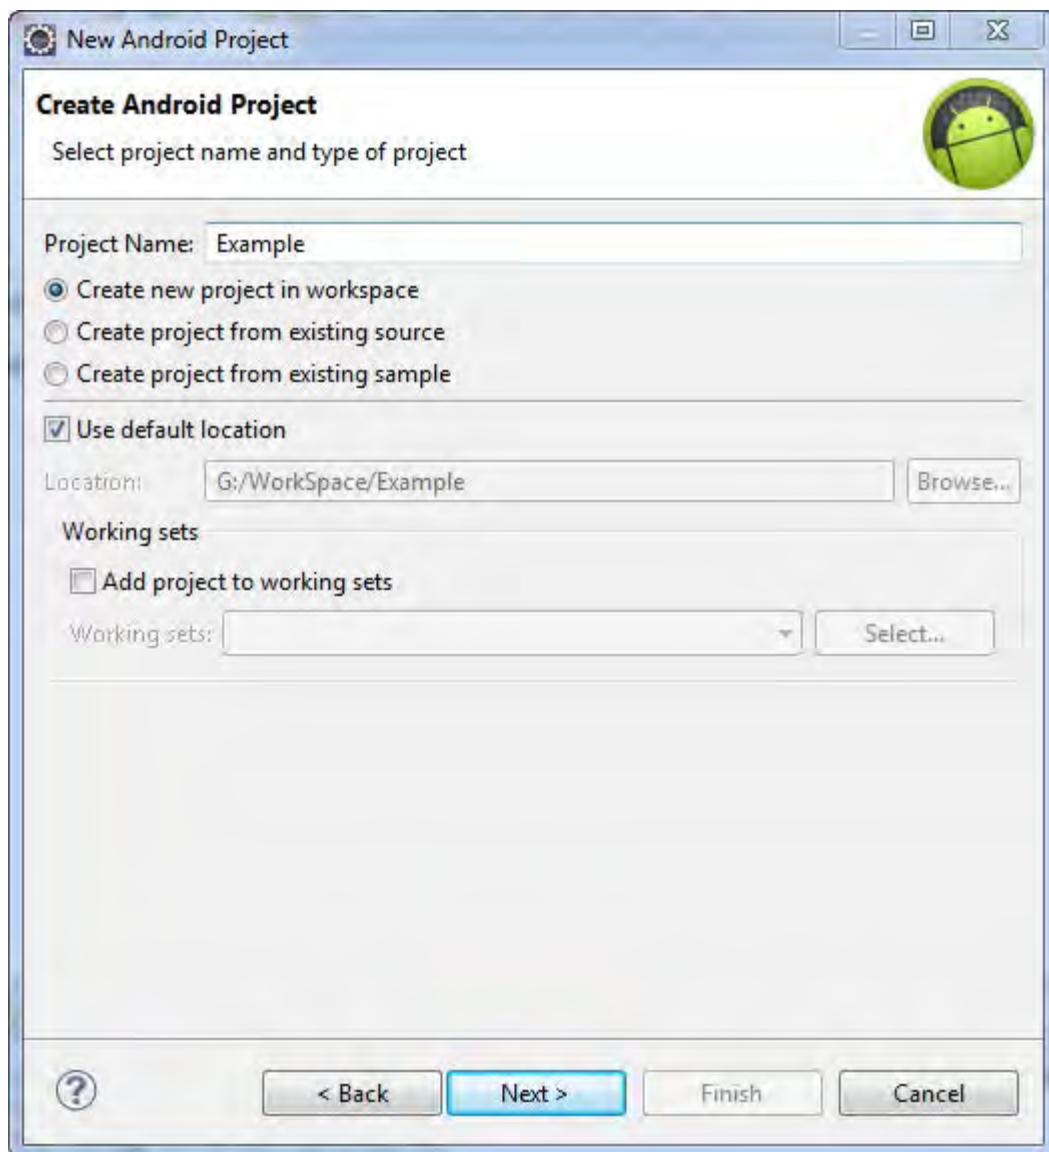 New Android Project
Create Android Project
Select project name and type of project
Project Name: Example
Create new project in workspace
Create project from existing source
Create project from existing sample
Use default location
Location: G:/WorkSpace/Example Browse...
Working sets
Add project to working sets
Working sets: Select...
? < Back Next > Finish Cancel